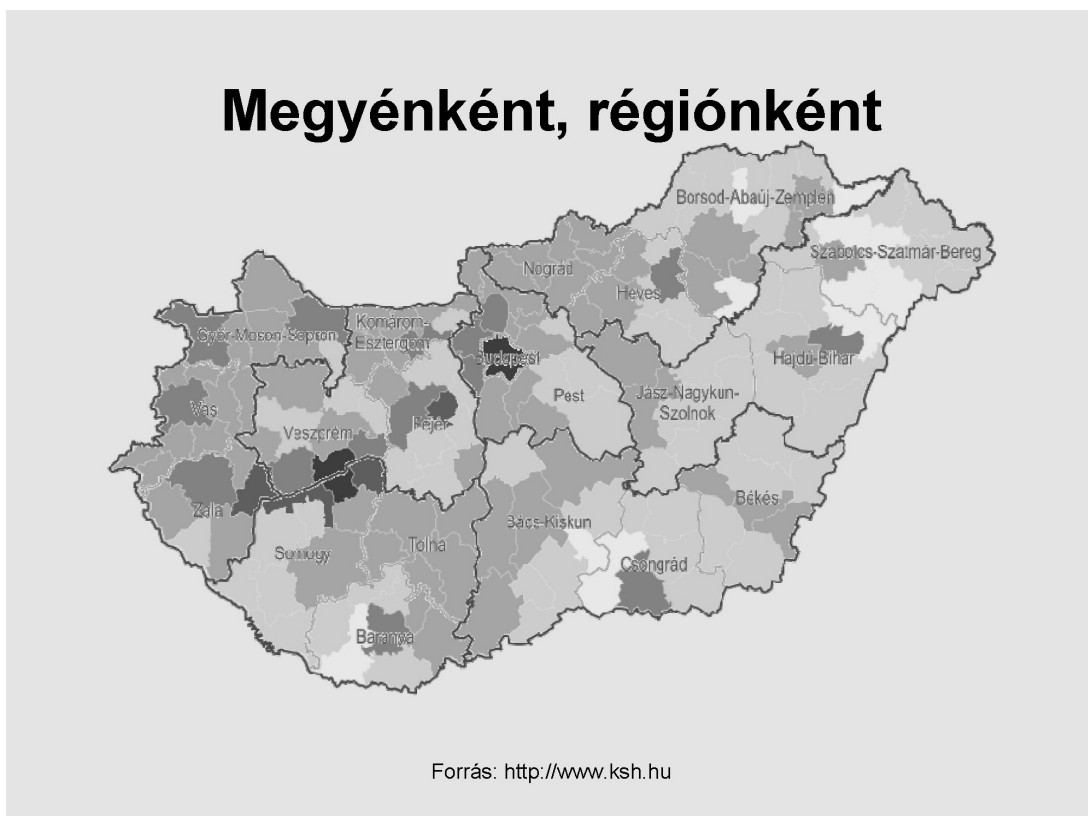 Megyénként, régiónként
Borsod-Abaúj-Zemplén
Szabolcs-Szatmár-Bereg
Nógrád
Heves
Komárom-
Esztergom
Győr-Moson-Sopron
Budapest
Hajdú-Bihar
Pest
Jász-Nagykun-
Szolnok
Vas
Veszprém
Fejér
Békés
Zala
Bács-Kiskun
Tolna
Somogy
Csongrád
Baranya
Forrás: http://www.ksh.hu